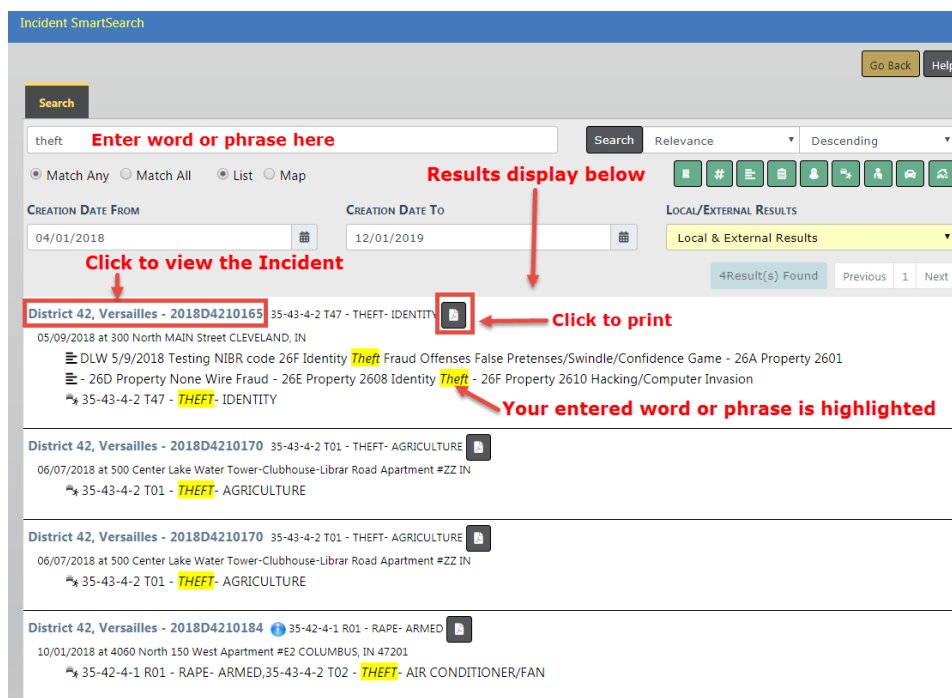 Incident SmartSearch
Go Back Help
Search
theft Enter word or phrase here Search Relevance Descending
Match Any Match All List Map Results display below #
CREATION DATE FROM CREATION DATE TO LOCAL/EXTERNAL RESULTS
04/01/2018 12/01/2019 Local & External Results
Click to view the Incident 4Result(s) Found Previous 1 Next
District 42, Versailles - 2018D4210165 35-43-4-2 T47 - THEFT- IDENTITY Click to print
05/09/2018 at 300 North MAIN Street CLEVELAND, IN
DLW 5/9/2018 Testing NIBR code 26F Identity Theft Fraud Offenses False Pretenses/Swindle/Confidence Game - 26A Property 2601
- 26D Property None Wire Fraud - 26E Property 2608 Identity Theft - 26F Property 2610 Hacking/Computer Invasion
35-43-4-2 T47 - THEFT- IDENTITY
Your entered word or phrase is highlighted
District 42, Versailles - 2018D4210170 35-43-4-2 T01 - THEFT- AGRICULTURE
06/07/2018 at 500 Center Lake Water Tower-Clubhouse-Librar Road Apartment #ZZ IN
35-43-4-2 T01 - THEFT- AGRICULTURE
District 42, Versailles - 2018D4210170 35-43-4-2 T01 - THEFT- AGRICULTURE
06/07/2018 at 500 Center Lake Water Tower-Clubhouse-Librar Road Apartment #ZZ IN
35-43-4-2 T01 - THEFT- AGRICULTURE
District 42, Versailles - 2018D4210184 35-42-4-1 R01 - RAPE- ARMED
10/01/2018 at 4060 North 150 West Apartment #E2 COLUMBUS, IN 47201
35-42-4-1 R01 - RAPE- ARMED,35-43-4-2 T02 - THEFT- AIR CONDITIONER/FAN